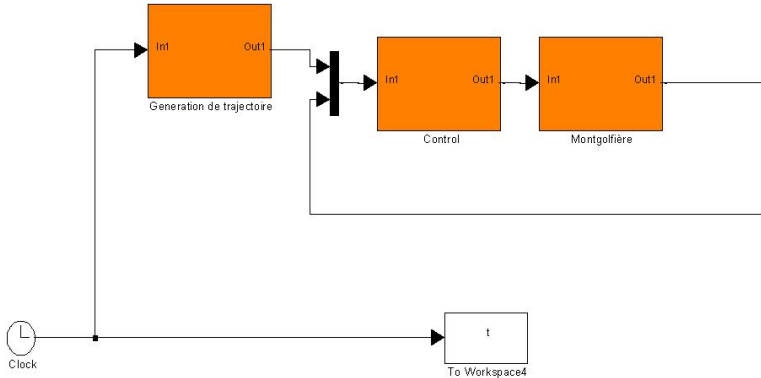 In1
Out1
Generation de trajectoire
In1
Out1
Control
In1
Out1
Montgolfière
Clock
t
To Workspace4